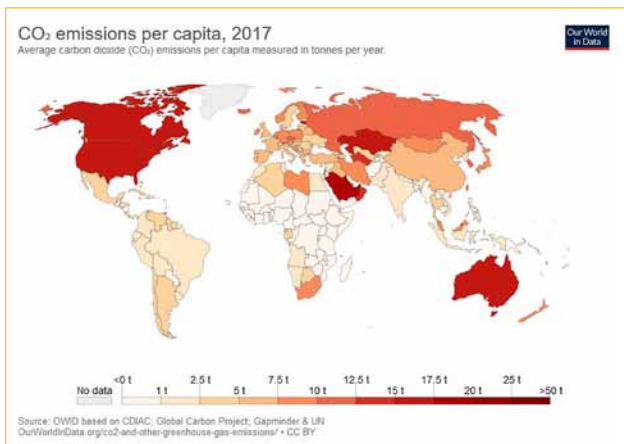 CO₂ emissions per capita, 2017
Average carbon dioxide (CO₂) emissions per capita measured in tonnes per year.
Our World
in Data
No data
<0 t
1 t
2.5 t
5 t
7.5 t
10 t
12.5 t
15 t
17.5 t
20 t
25 t
>50 t
Source: OWID based on CDIAC; Global Carbon Project; Gapminder & UN
OurWorldInData.org/co2-and-other-greenhouse-gas-emissions/ • CC BY